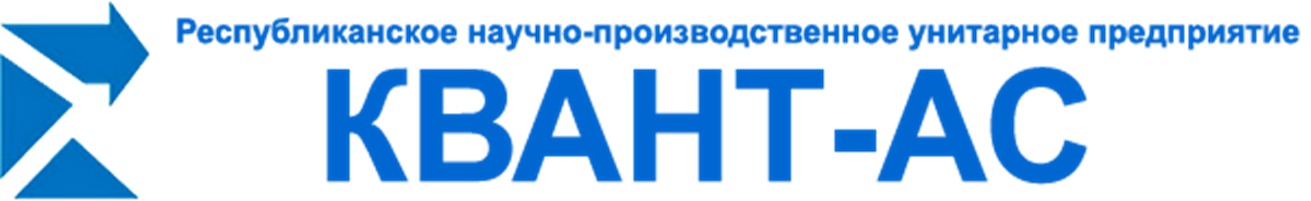 Республиканское научно-производственное унитарное предприятие
КВАНТ-АС